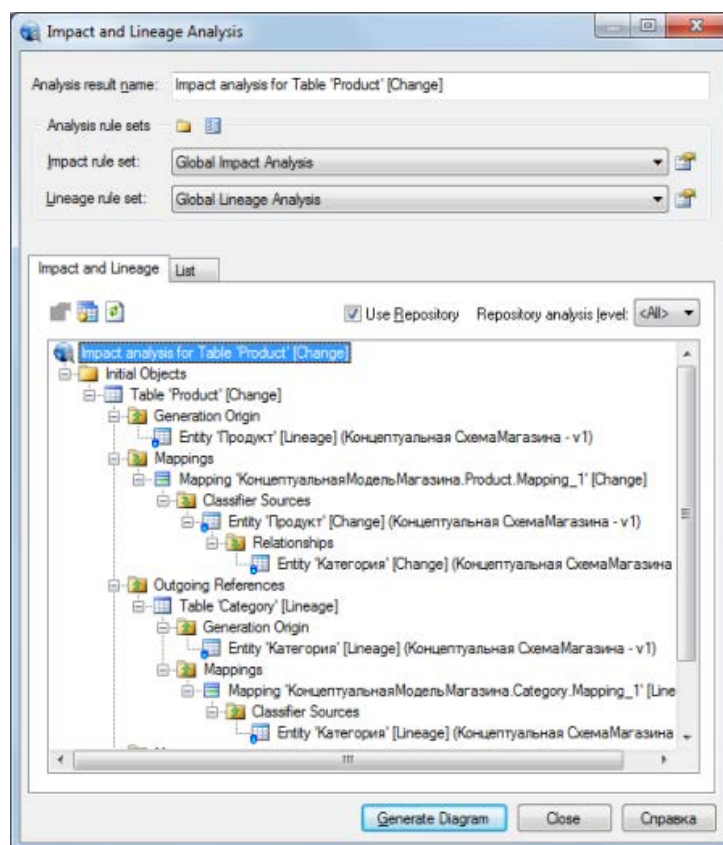 Impact and Lineage Analysis
Analysis result name: Impact analysis for Table 'Product' [Change]
Analysis rule sets
Impact rule set: Global Impact Analysis
Lineage rule set: Global Lineage Analysis
Impact and Lineage List
Use Repository Repository analysis level: <All>
Impact analysis for Table 'Product' [Change]
Initial Objects
Table 'Product' [Change]
Generation Origin
Entity 'Продукт' [Lineage] (Концептуальная СхемаМагазина - v1)
Mappings
Mapping 'КонцептуальнаяМодельМагазина.Product.Mapping_1' [Change]
Classifier Sources
Entity 'Продукт' [Change] (Концептуальная СхемаМагазина - v1)
Relationships
Entity 'Категория' [Change] (Концептуальная СхемаМагазина
Outgoing References
Table 'Category' [Lineage]
Generation Origin
Entity 'Категория' [Lineage] (Концептуальная СхемаМагазина - v1)
Mappings
Mapping 'КонцептуальнаяМодельМагазина.Category.Mapping_1' [Line
Classifier Sources
Entity 'Категория' [Lineage] (Концептуальная СхемаМагазина
Generate Diagram Close Справка